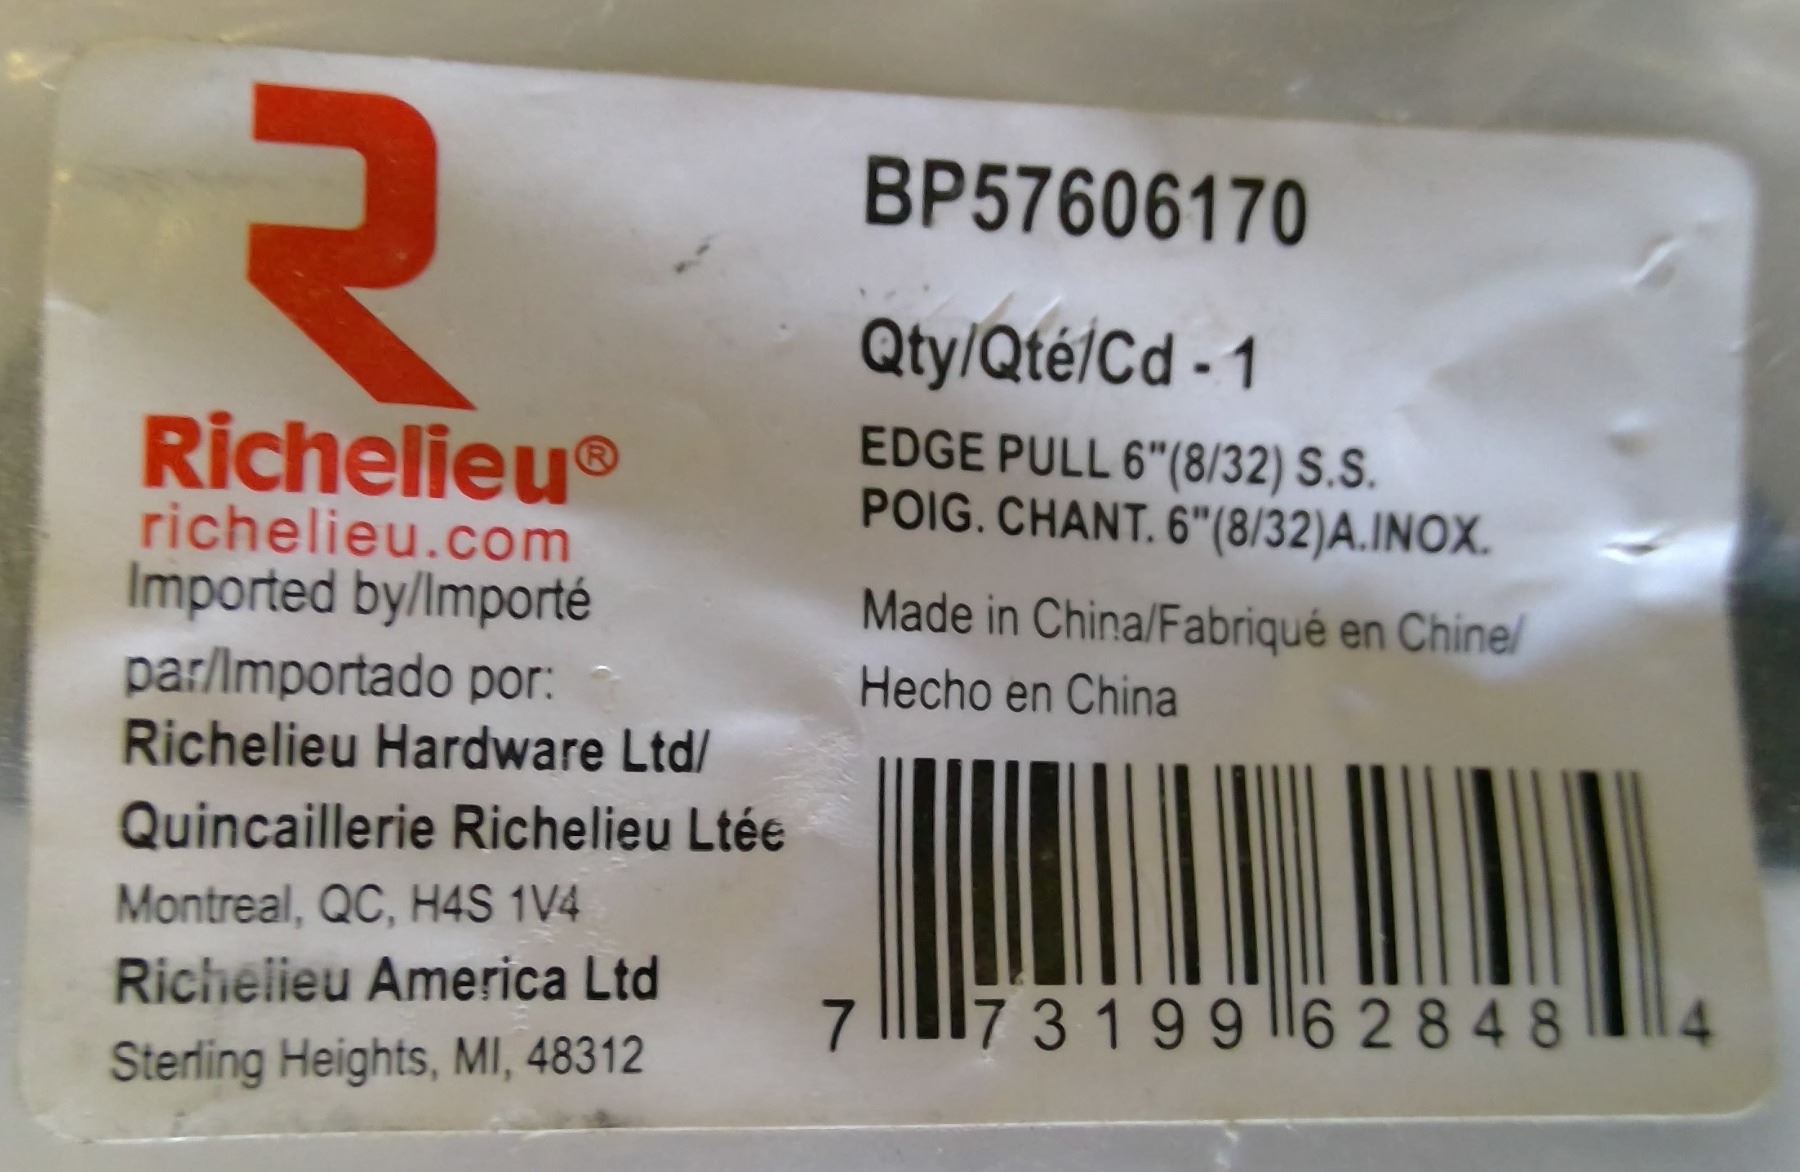 Richelieu®
richelieu.com
Imported by/Importé
par/Importado por:
Richelieu Hardware Ltd/
Quincaillerie Richelieu Ltée
Montreal, QC, H4S 1V4
Richelieu America Ltd
Sterling Heights, MI, 48312
BP57606170
Qty/Qté/Cd - 1
EDGE PULL 6"(8/32) S.S.
POIG. CHANT. 6"(8/32)A.INOX.
Made in China/Fabriqué en Chine/
Hecho en China
7 73199 62848 4